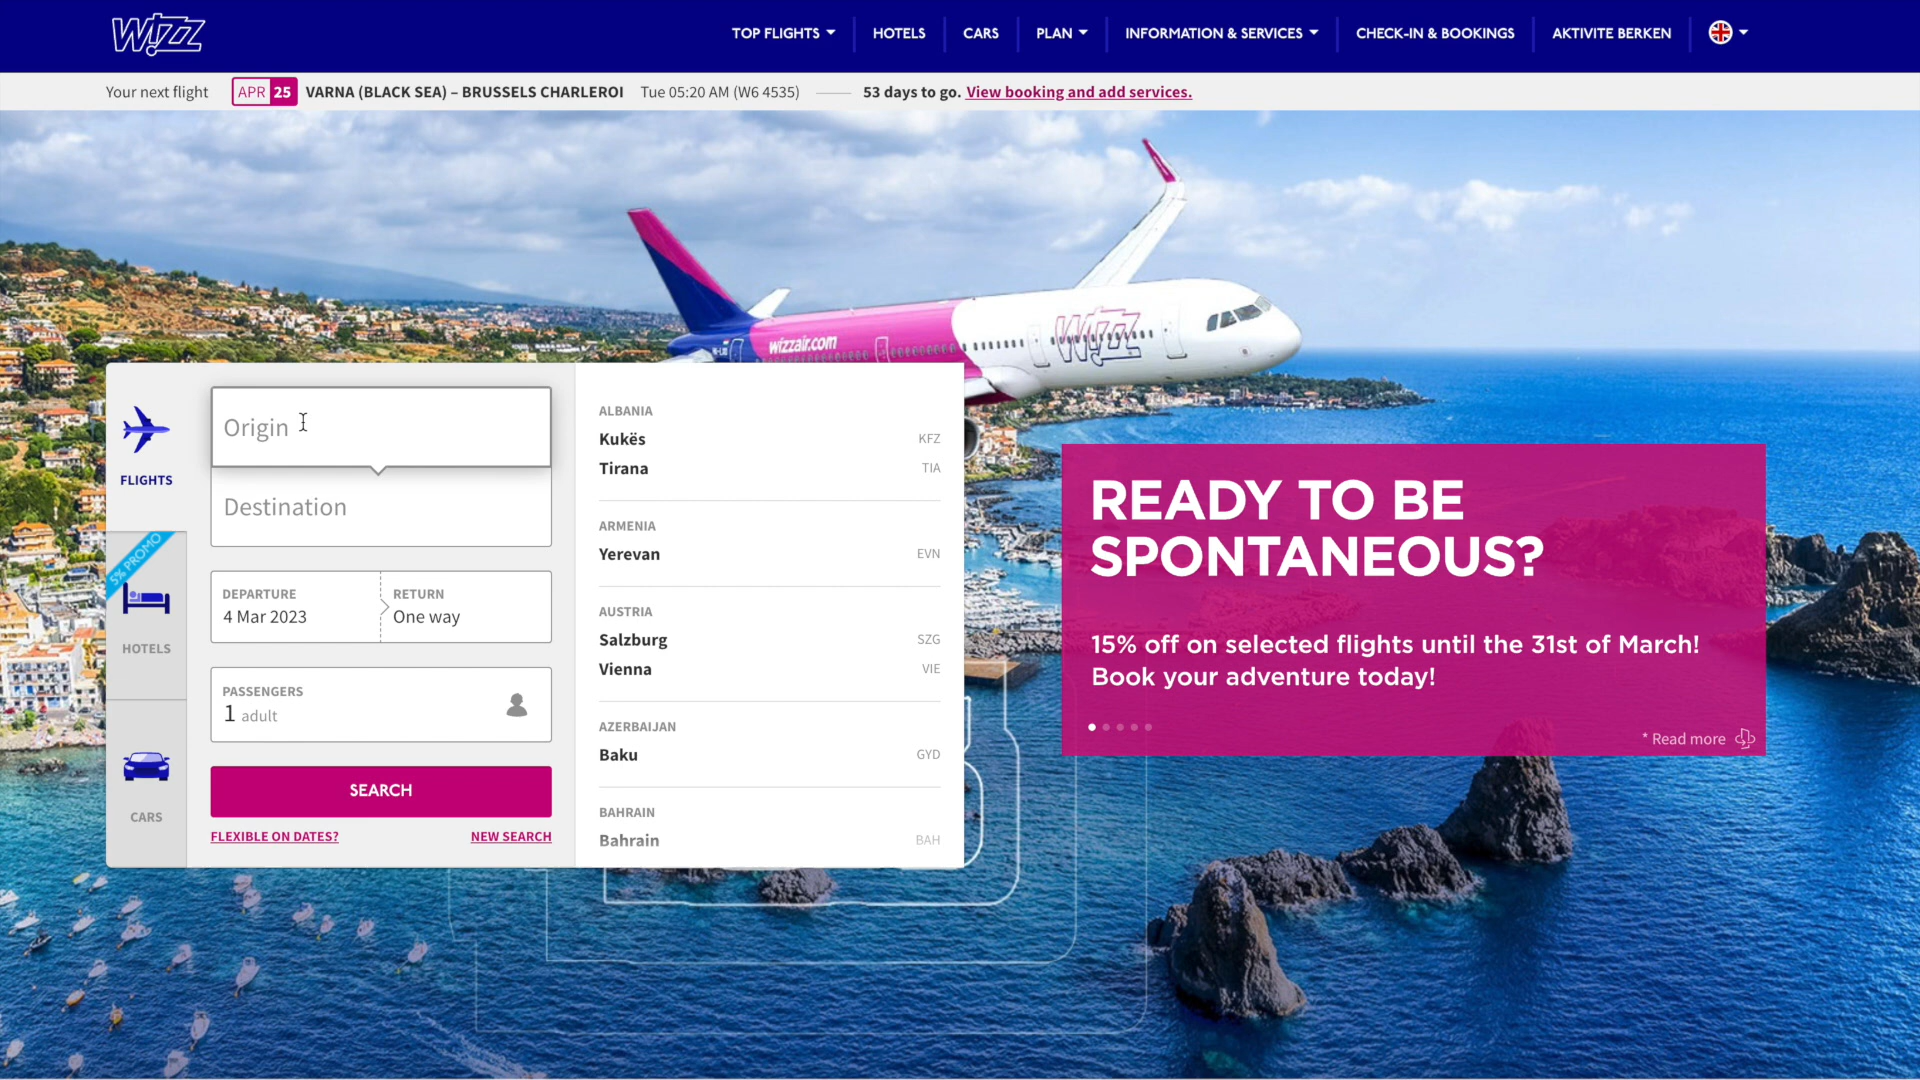 WIZZ
TOP FLIGHTS
HOTELS
CARS
PLAN
INFORMATION & SERVICES
CHECK-IN & BOOKINGS
AKTIVITE BERKEN
Your next flight
APR 25
VARNA (BLACK SEA) – BRUSSELS CHARLEROI
Tue 05:20 AM (W6 4535)
53 days to go. View booking and add services.
wizzair.com
WIZZ
FLIGHTS
5% PROMO
HOTELS
CARS
Origin
Destination
DEPARTURE
4 Mar 2023
RETURN
One way
PASSENGERS
1 adult
SEARCH
FLEXIBLE ON DATES?
NEW SEARCH
ALBANIA
Kukës KFZ
Tirana TIA
ARMENIA
Yerevan EVN
AUSTRIA
Salzburg SZG
Vienna VIE
AZERBAIJAN
Baku GYD
BAHRAIN
Bahrain BAH
READY TO BE
SPONTANEOUS?
15% off on selected flights until the 31st of March!
Book your adventure today!
* Read more